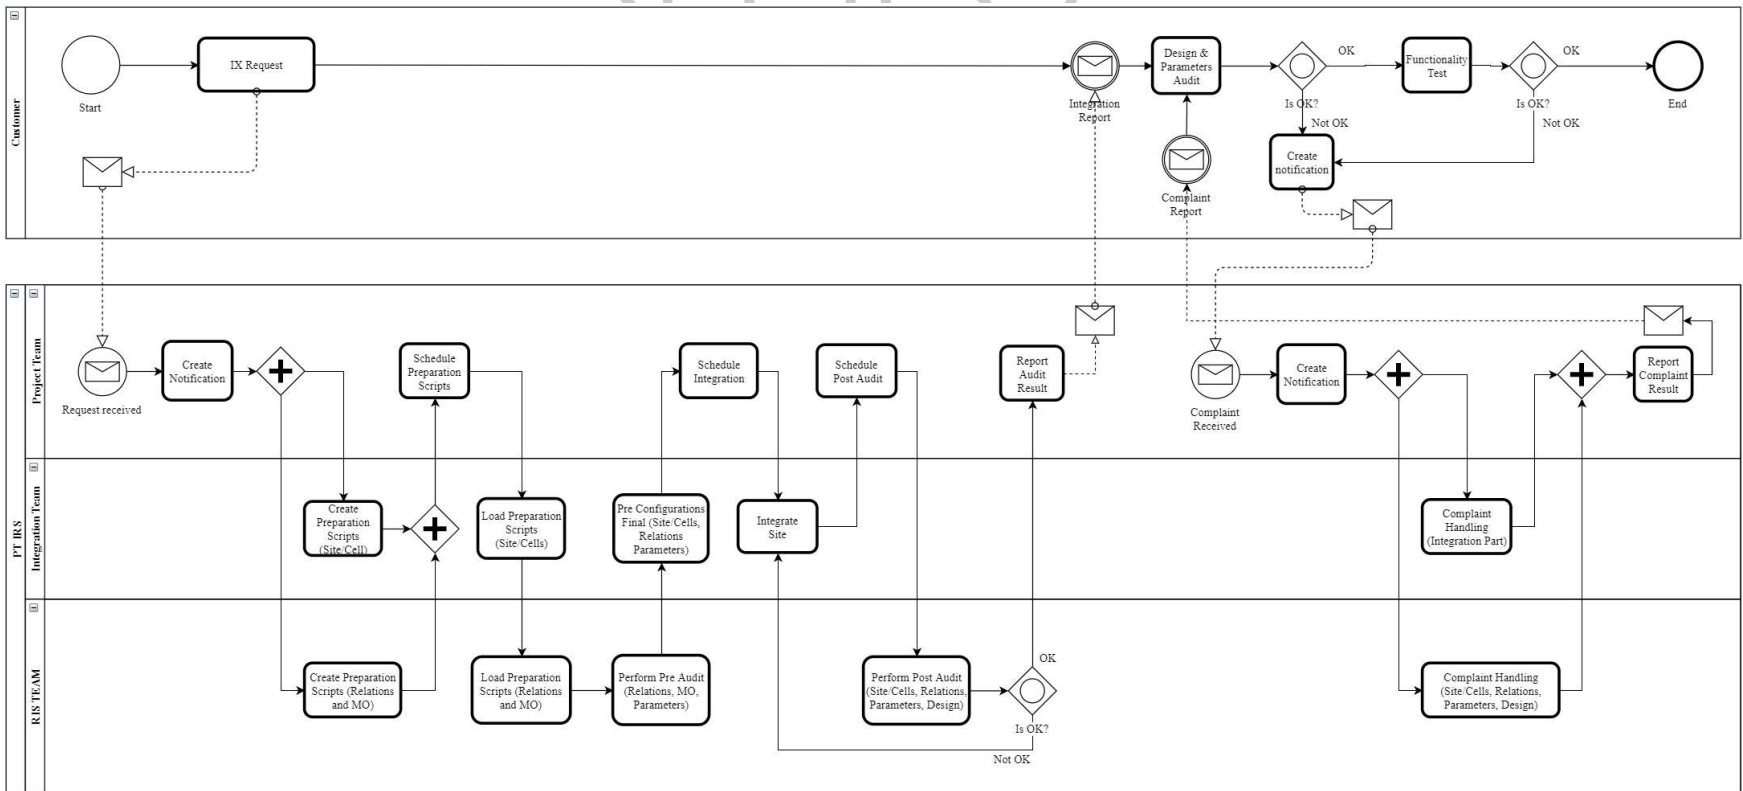 Customer
Start
IX Request
Integration
Report
Design &
Parameters
Audit
Complaint
Report
OK
Is OK?
Not OK
Create
notification
Functionality
Test
OK
Is OK?
Not OK
End
PT IRS
Project Team
Request received
Create
Notification
Schedule
Preparation
Scripts
Schedule
Integration
Schedule
Post Audit
Report
Audit
Result
Complaint
Received
Create
Notification
Report
Complaint
Result
Integration Team
Create
Preparation
Scripts
(Site/Cell)
Load Preparation
Scripts
(Site/Cells)
Pre Configurations
Final (Site/Cells,
Relations
Parameters)
Integrate
Site
Complaint
Handling
(Integration Part)
RIS TEAM
Create Preparation
Scripts (Relations
and MO)
Load Preparation
Scripts (Relations
and MO)
Perform Pre Audit
(Relations, MO,
Parameters)
Perform Post Audit
(Site/Cells, Relations,
Parameters, Design)
OK
Is OK?
Not OK
Complaint Handling
(Site/Cells, Relations,
Parameters, Design)